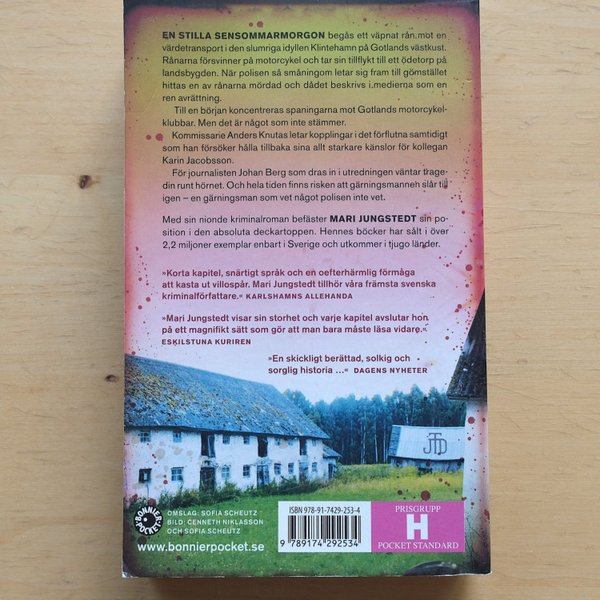 EN STILLA SENSOMMARMORGON begås ett väpnat rån mot en
värdetransport i den slumriga idyllen Klintehamn på Gotlands västkust.
Rånarna försvinner på motorcykel och tar sin tillflykt till ett ödetorp på
landsbygden. När polisen så småningom letar sig fram till gömstället
hittas en av rånarna mördad och dådet beskrivs i medierna som en
ren avrättning.
Till en början koncentreras spaningarna mot Gotlands motorcykel-
klubbar. Men det är något som inte stämmer.
Kommissarie Anders Knutas letar kopplingar i det förflutna samtidigt
som han försöker hålla tillbaka sina allt starkare känslor för kollegan
Karin Jacobsson.
För journalisten Johan Berg som dras in i utredningen väntar trage-
din runt hörnet. Och hela tiden finns risken att gärningsmannen slår till
igen – en gärningsman som vet något polisen inte vet.
Med sin nionde kriminalroman befäster MARI JUNGSTEDT sin po-
sition i den absoluta deckartoppen. Hennes böcker har sålt i över
2,2 miljoner exemplar enbart i Sverige och utkommer i tjugo länder.
»Korta kapitel, snärtigt språk och en oefterhärmlig förmåga
att kasta ut villospår. Mari Jungstedt tillhör våra främsta svenska
kriminalförfattare.« KARLSHAMNS ALLEHANDA
»Mari Jungstedt visar sin storhet och varje kapitel avslutar hon
på ett magnifikt sätt som gör att man bara måste läsa vidare.«
ESKILSTUNA KURIREN
»En skickligt berättad, solkig och
sorglig historia ...« DAGENS NYHETER
JTD
BONNIER POCKET
OMSLAG: SOFIA SCHEUTZ
BILD: CENNETH NIKLASSON
OCH SOFIA SCHEUTZ
www.bonnierpocket.se
ISBN 978-91-7429-253-4
9 789174 292534
PRISGRUPP
H
POCKET STANDARD